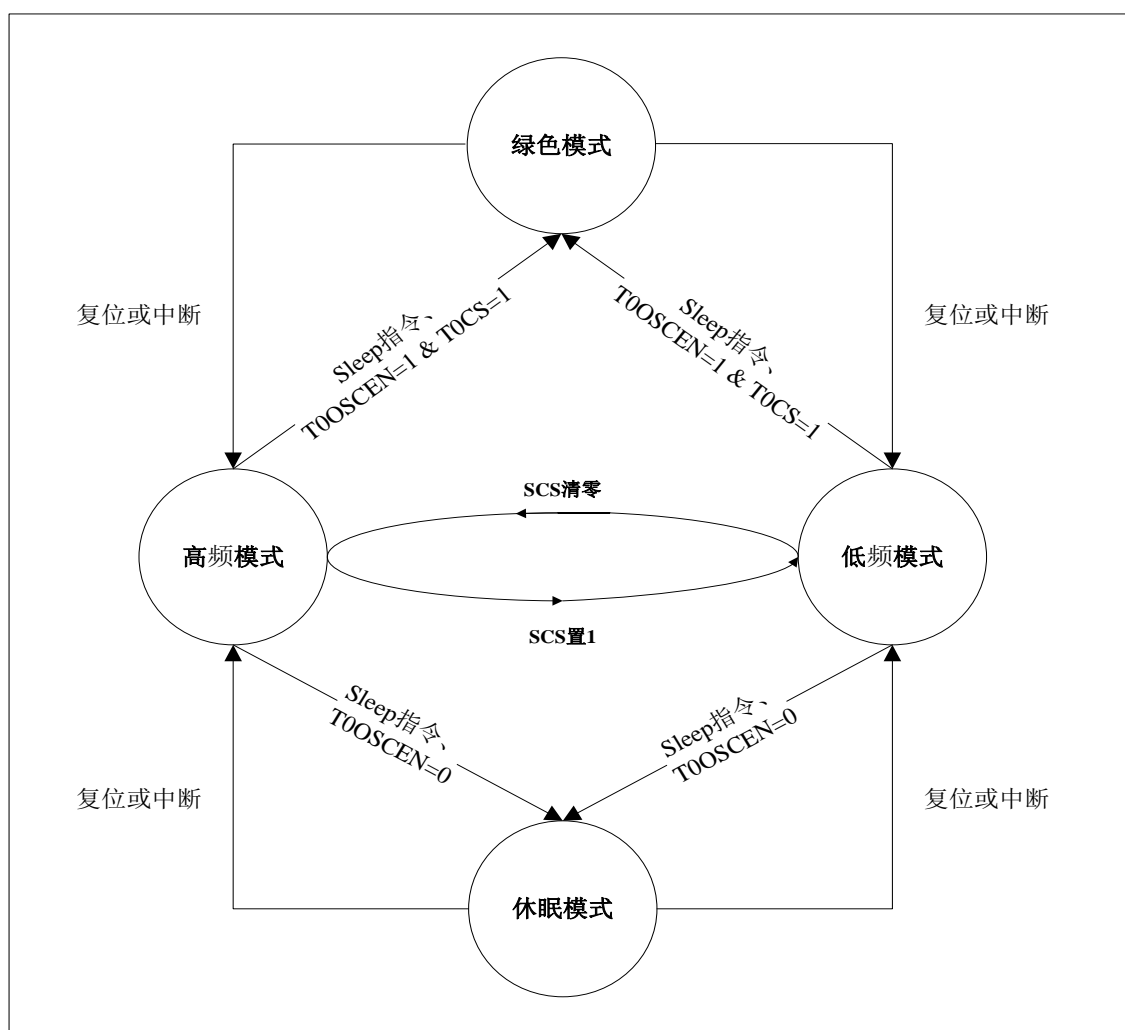 绿色模式
复位或中断
Sleep指令、
T0OSCEN=1 & T0CS=1
Sleep指令、
T0OSCEN=1 & T0CS=1
复位或中断
SCS清零
高频模式
低频模式
SCS置1
Sleep指令、
T0OSCEN=0
Sleep指令、
T0OSCEN=0
复位或中断
复位或中断
休眠模式